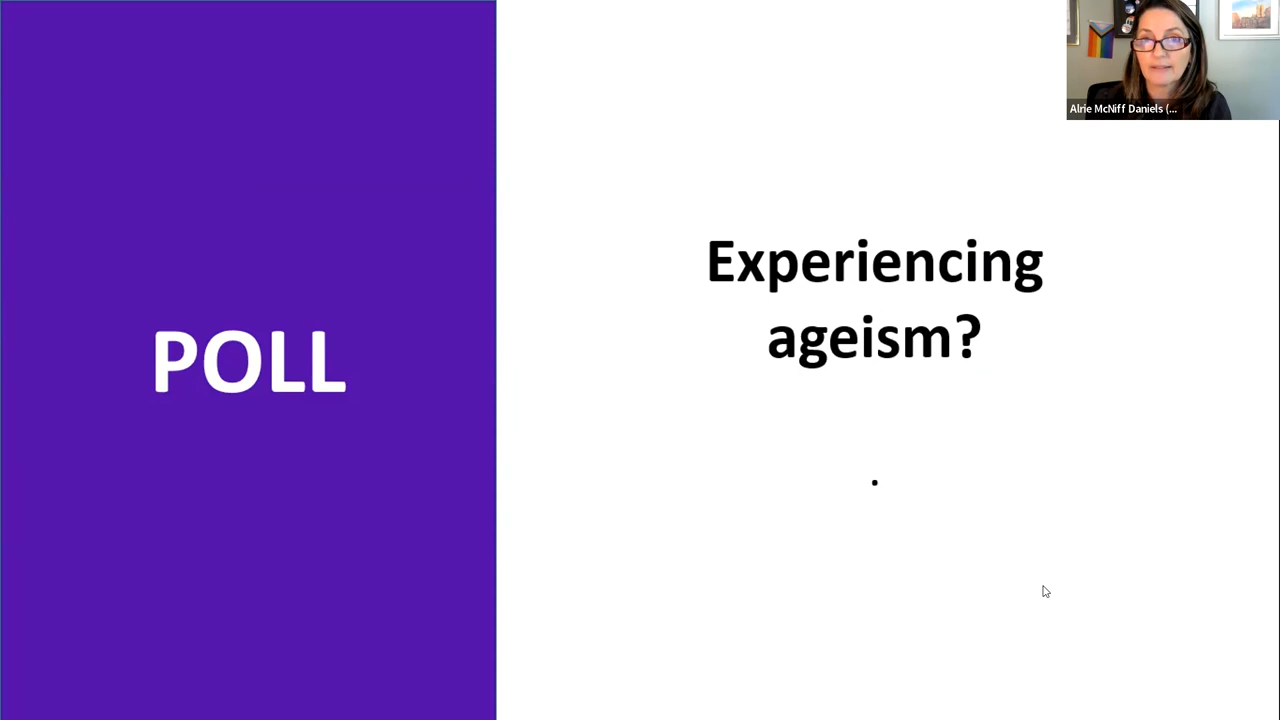 Alrie McNiff Daniels (...
POLL
Experiencing
ageism?
.